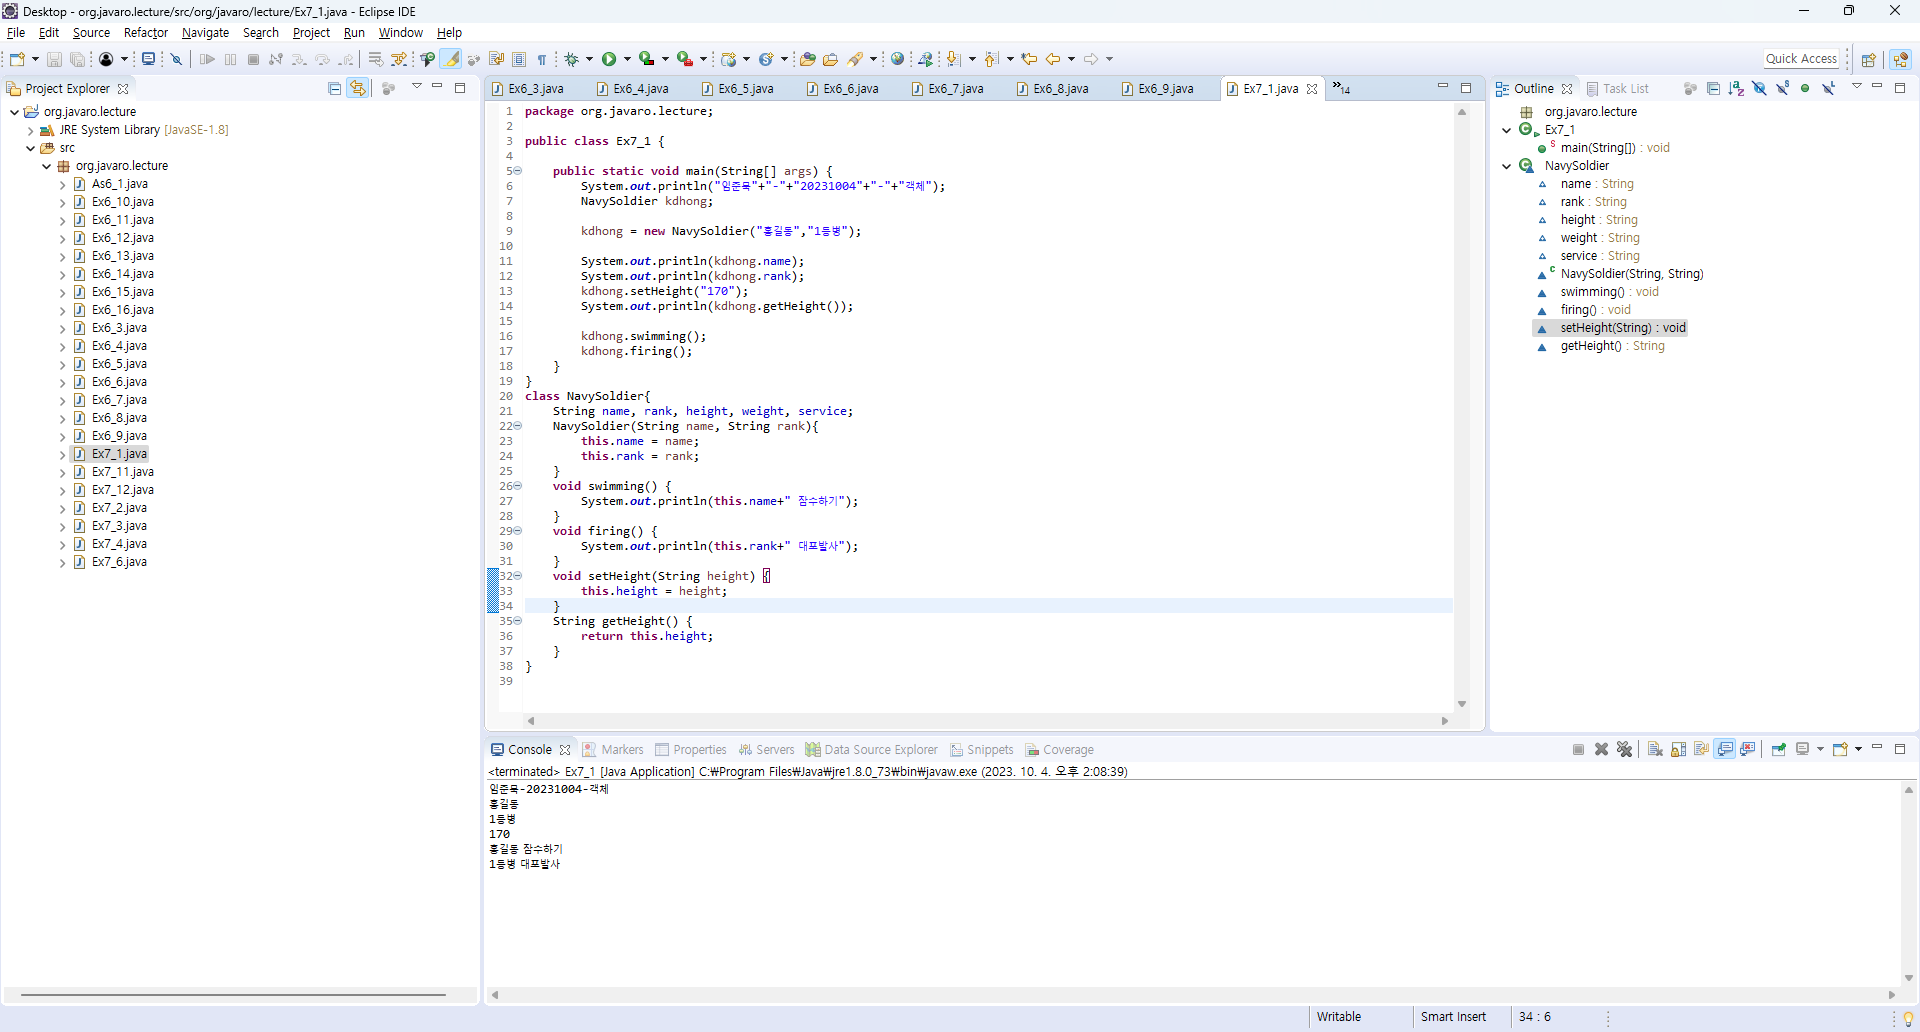 Desktop - org.javaro.lecture/src/org/javaro/lecture/Ex7_1.java - Eclipse IDE
File Edit Source Refactor Navigate Search Project Run Window Help
Quick Access
Project Explorer
org.javaro.lecture
JRE System Library [JavaSE-1.8]
src
org.javaro.lecture
As6_1.java
Ex6_10.java
Ex6_11.java
Ex6_12.java
Ex6_13.java
Ex6_14.java
Ex6_15.java
Ex6_16.java
Ex6_3.java
Ex6_4.java
Ex6_5.java
Ex6_6.java
Ex6_7.java
Ex6_8.java
Ex6_9.java
Ex7_1.java
Ex7_11.java
Ex7_12.java
Ex7_2.java
Ex7_3.java
Ex7_4.java
Ex7_6.java
Ex6_3.java Ex6_4.java Ex6_5.java Ex6_6.java Ex6_7.java Ex6_8.java Ex6_9.java Ex7_1.java »14
1 package org.javaro.lecture;
2
3 public class Ex7_1 {
4
5 public static void main(String[] args) {
6 System.out.println("임준묵"+"-"+"20231004"+"-"+"객체");
7 NavySoldier kdhong;
8
9 kdhong = new NavySoldier("홍길동","1등병");
10
11 System.out.println(kdhong.name);
12 System.out.println(kdhong.rank);
13 kdhong.setHeight("170");
14 System.out.println(kdhong.getHeight());
15
16 kdhong.swimming();
17 kdhong.firing();
18 }
19 }
20 class NavySoldier{
21 String name, rank, height, weight, service;
22 NavySoldier(String name, String rank){
23 this.name = name;
24 this.rank = rank;
25 }
26 void swimming() {
27 System.out.println(this.name+" 잠수하기");
28 }
29 void firing() {
30 System.out.println(this.rank+" 대포발사");
31 }
32 void setHeight(String height) {
33 this.height = height;
34 }
35 String getHeight() {
36 return this.height;
37 }
38 }
39
Outline Task List
org.javaro.lecture
Ex7_1
main(String[]) : void
NavySoldier
name : String
rank : String
height : String
weight : String
service : String
NavySoldier(String, String)
swimming() : void
firing() : void
setHeight(String) : void
getHeight() : String
Console Markers Properties Servers Data Source Explorer Snippets Coverage
<terminated> Ex7_1 [Java Application] C:₩Program Files₩Java₩jre1.8.0_73₩bin₩javaw.exe (2023. 10. 4. 오후 2:08:39)
임준묵-20231004-객체
홍길동
1등병
170
홍길동 잠수하기
1등병 대포발사
Writable Smart Insert 34 : 6